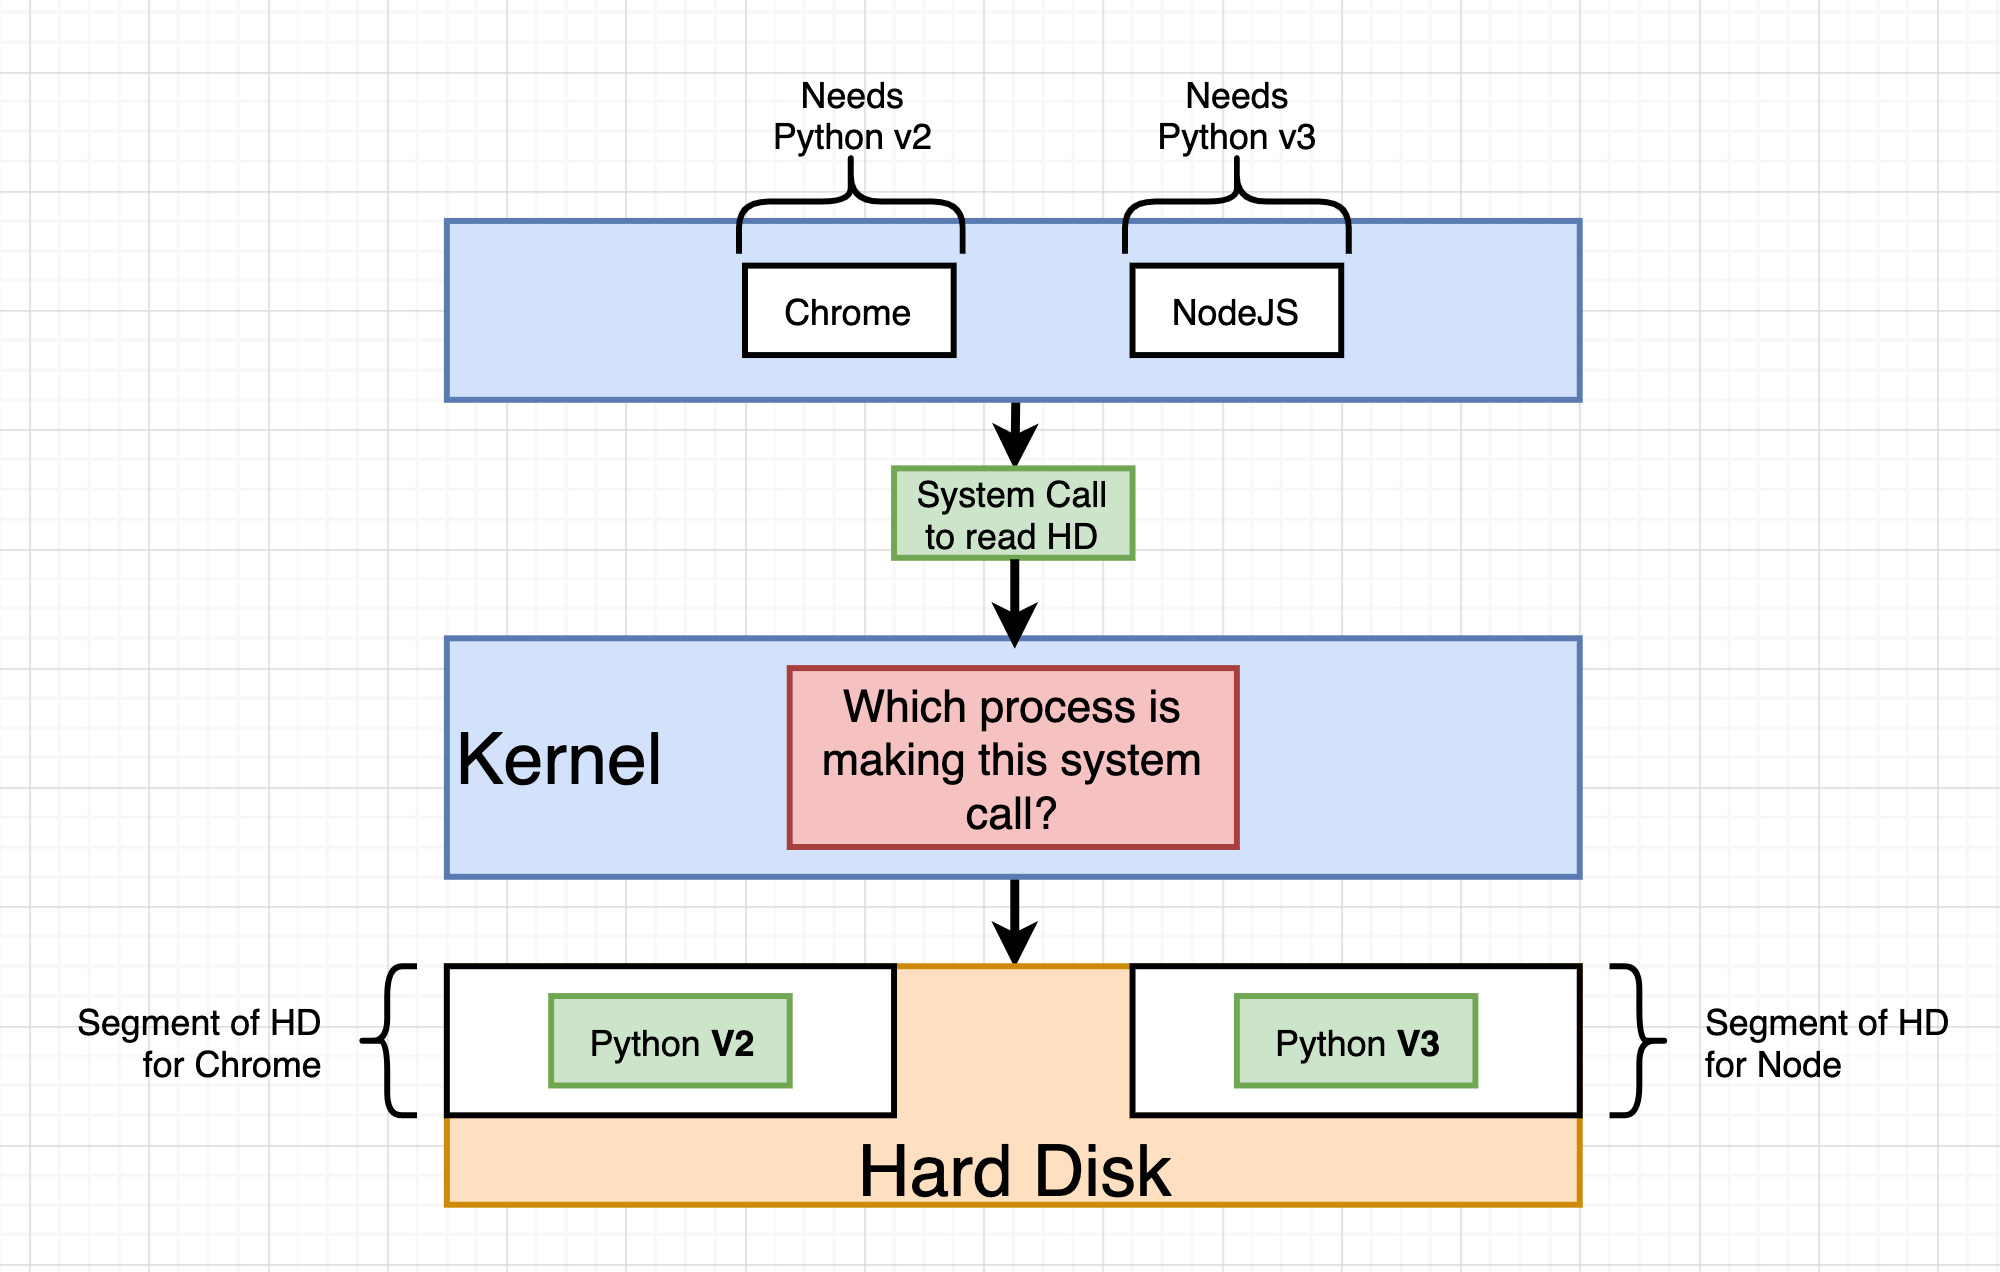 Needs
Python v2
Needs
Python v3
Chrome
NodeJS
System Call
to read HD
Kernel
Which process is
making this system
call?
Segment of HD
for Chrome
Python V2
Python V3
Segment of HD
for Node
Hard Disk